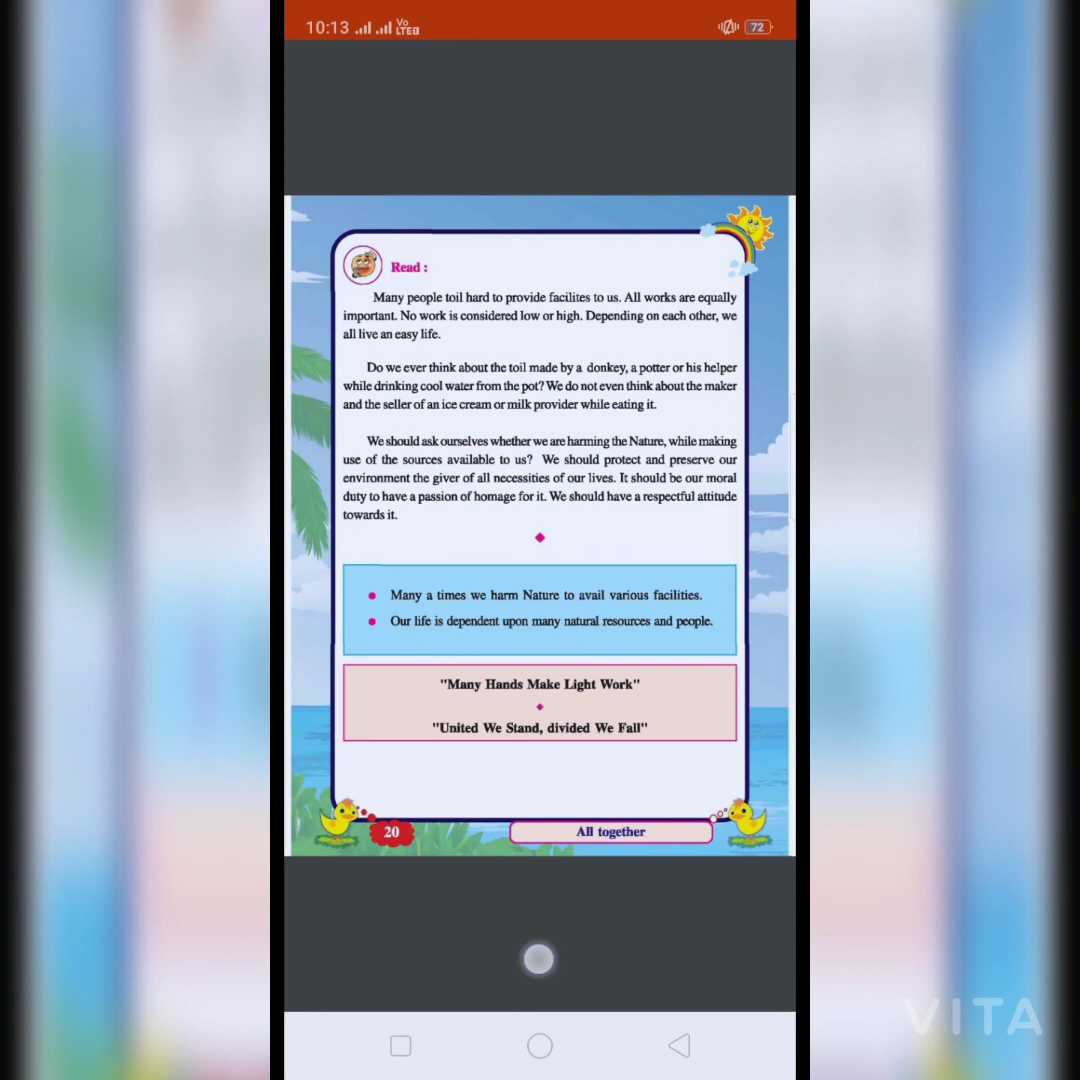 10:13
Vo
LTE
72
Read :
Many people toil hard to provide facilites to us. All works are equally
important. No work is considered low or high. Depending on each other, we
all live an easy life.
Do we ever think about the toil made by a donkey, a potter or his helper
while drinking cool water from the pot? We do not even think about the maker
and the seller of an ice cream or milk provider while eating it.
We should ask ourselves whether we are harming the Nature, while making
use of the sources available to us? We should protect and preserve our
environment the giver of all necessities of our lives. It should be our moral
duty to have a passion of homage for it. We should have a respectful attitude
towards it.
Many a times we harm Nature to avail various facilities.
Our life is dependent upon many natural resources and people.
"Many Hands Make Light Work"
"United We Stand, divided We Fall"
20
All together
VITA